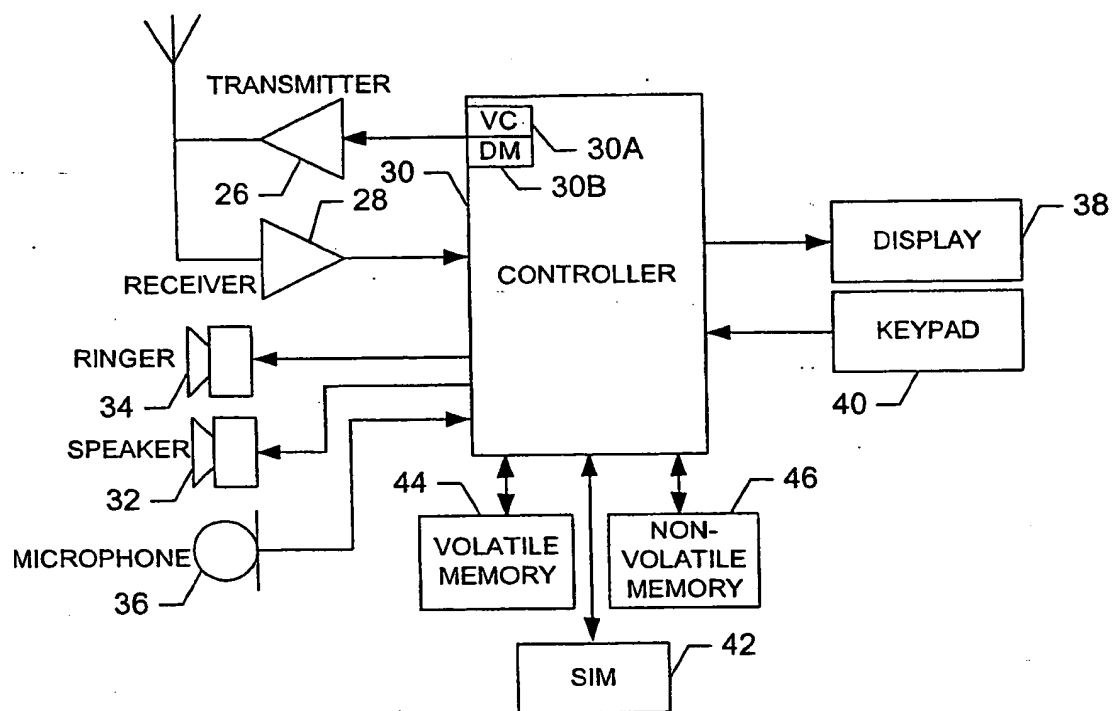 TRANSMITTER
26
28
RECEIVER
VC
DM
30A
30B
30
CONTROLLER
DISPLAY
38
KEYPAD
40
RINGER
34
SPEAKER
32
MICROPHONE
36
44
VOLATILE
MEMORY
46
NON-
VOLATILE
MEMORY
SIM
42